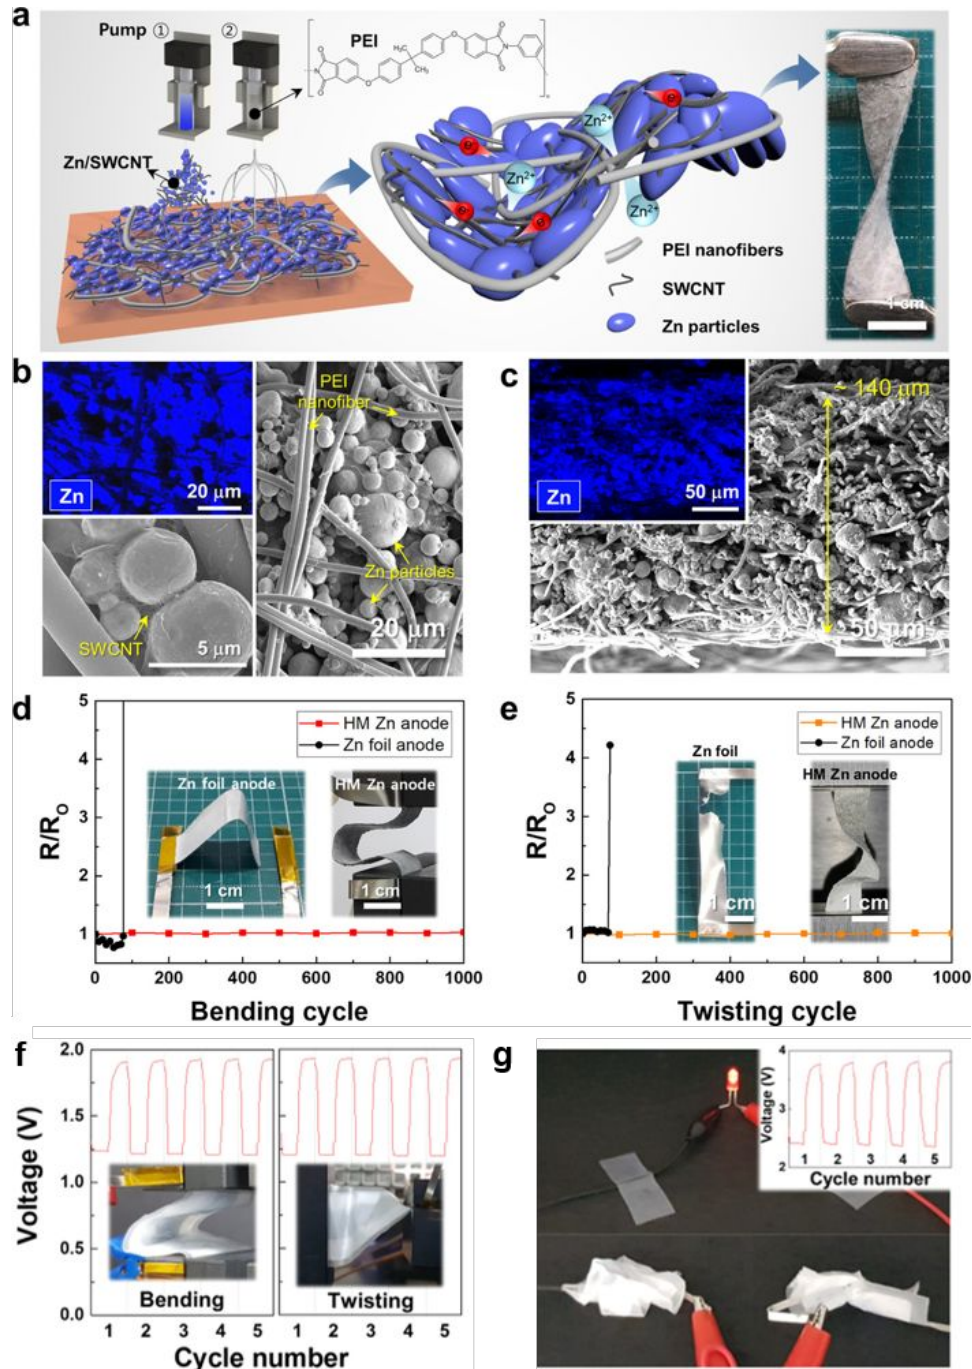 a
Pump ① ②
PEI
Zn/SWCNT
O
O
N
O
O
CH₃
CH₃
O
O
N
O
n
Zn²⁺
Zn²⁺
Zn²⁺
e⁻
e⁻
e⁻
e⁻
PEI nanofibers
SWCNT
Zn particles
1 cm
b
Zn
20 μm
SWCNT
5 μm
PEI
nanofiber
Zn particles
20 μm
c
Zn
50 μm
~ 140 μm
50 μm
d
HM Zn anode
Zn foil anode
Zn foil anode
HM Zn anode
1 cm
1 cm
R/R₀
5
4
3
2
1
0 200 400 600 800 1000
Bending cycle
e
HM Zn anode
Zn foil anode
Zn foil
HM Zn anode
1 cm
1 cm
R/R₀
5
4
3
2
1
0 200 400 600 800 1000
Twisting cycle
f
Voltage (V)
2.0
1.5
1.0
0.5
0.0
Bending
Twisting
1 2 3 4 5
1 2 3 4 5
Cycle number
g
Voltage (V)
4
3
2
1 2 3 4 5
Cycle number